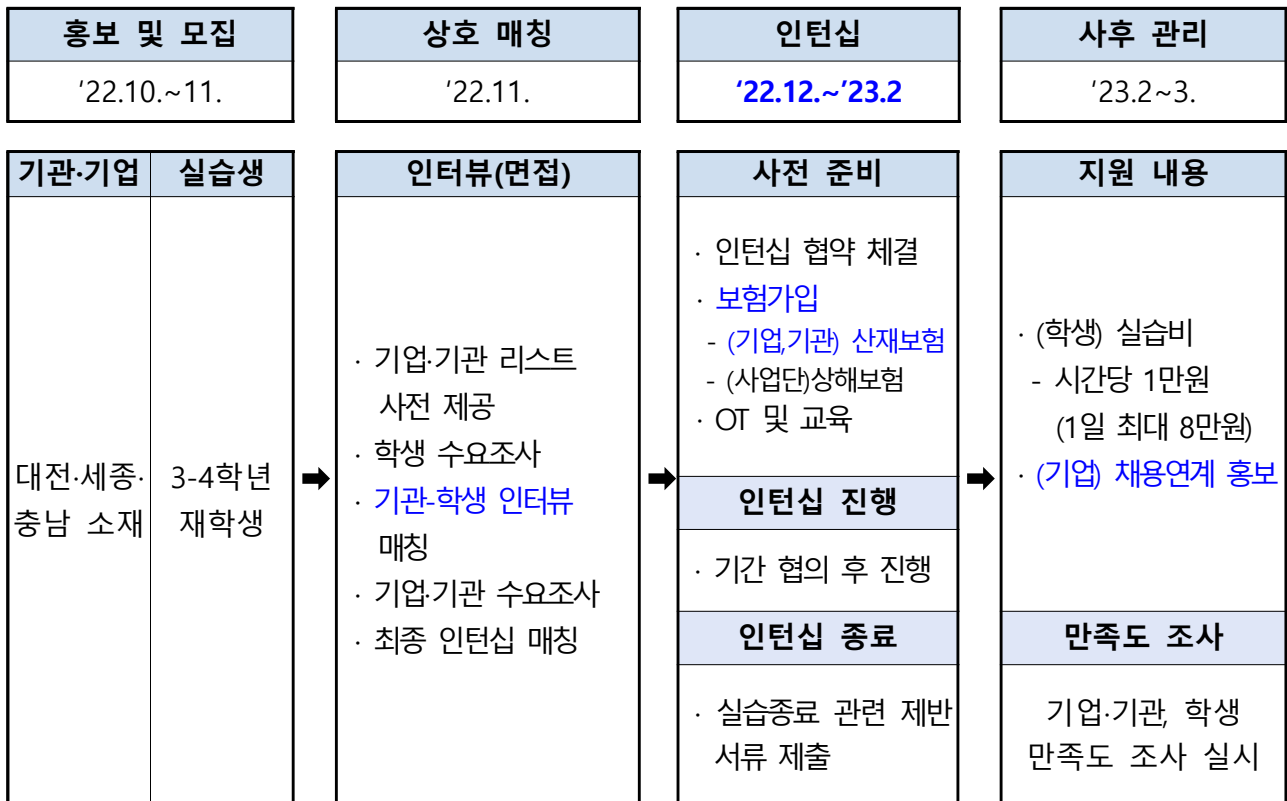 홍보 및 모집
'22.10.~11.
상호 매칭
'22.11.
인턴십
'22.12.~'23.2
사후 관리
'23.2~3.
기관·기업
실습생
대전·세종·
충남 소재
3-4학년
재학생
인터뷰(면접)
· 기업·기관 리스트
사전 제공
· 학생 수요조사
· 기관-학생 인터뷰
매칭
· 기업·기관 수요조사
· 최종 인턴십 매칭
사전 준비
· 인턴십 협약 체결
· 보험가입
- (기업,기관) 산재보험
- (사업단)상해보험
· OT 및 교육
인턴십 진행
· 기간 협의 후 진행
인턴십 종료
· 실습종료 관련 제반
서류 제출
지원 내용
· (학생) 실습비
- 시간당 1만원
(1일 최대 8만원)
· (기업) 채용연계 홍보
만족도 조사
기업·기관, 학생
만족도 조사 실시